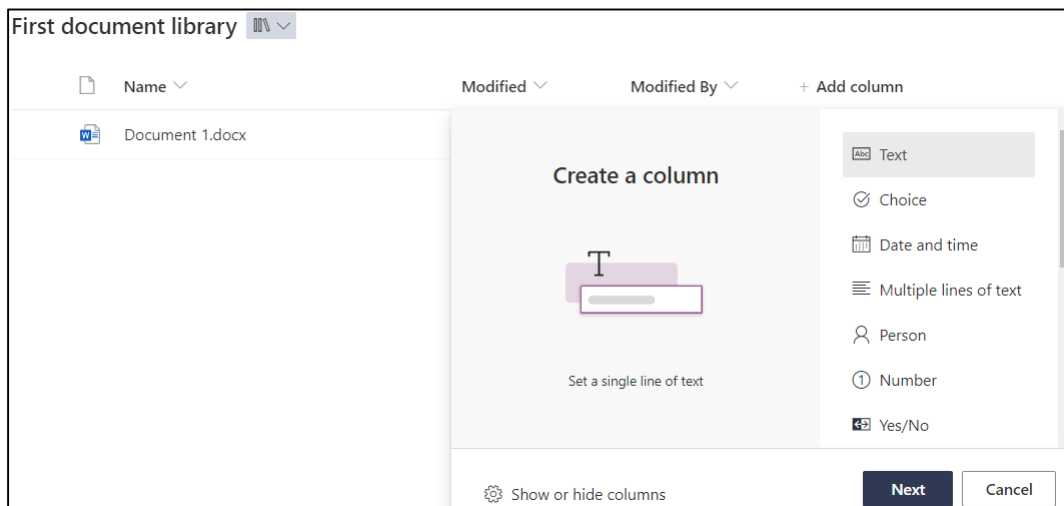 First document library
Name Modified Modified By + Add column
Document 1.docx
Create a column
T
Set a single line of text
Abc Text
Choice
Date and time
Multiple lines of text
Person
1 Number
Yes/No
Show or hide columns
Next Cancel